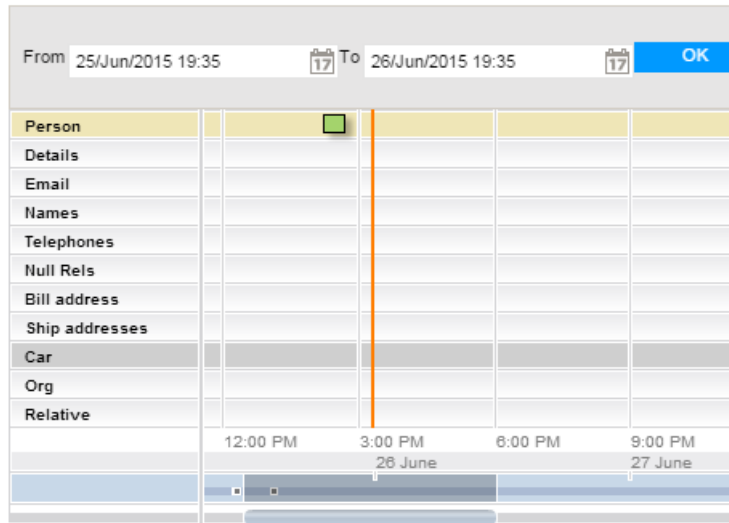 From 25/Jun/2015 19:35 17 To 26/Jun/2015 19:35 17 OK
Person
Details
Email
Names
Telephones
Null Rels
Bill address
Ship addresses
Car
Org
Relative
12:00 PM 3:00 PM 6:00 PM 9:00 PM
26 June 27 June